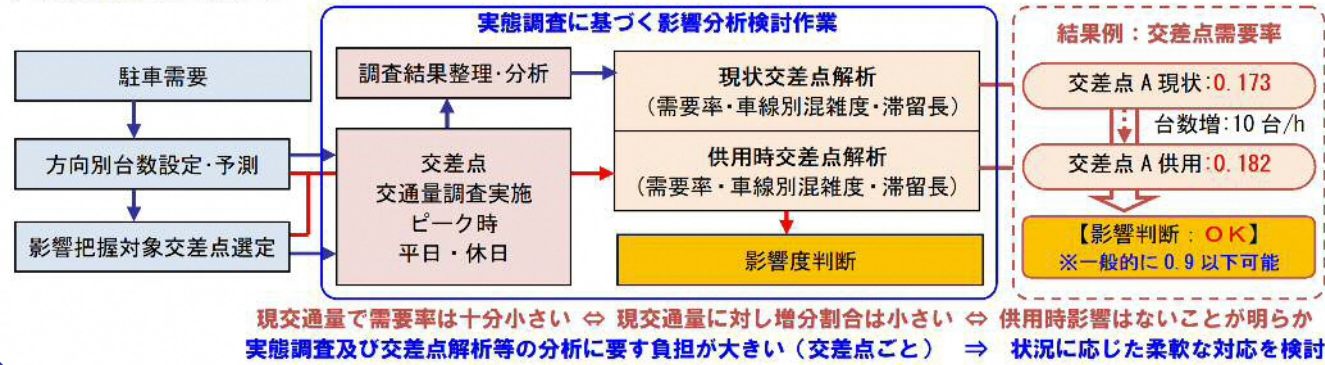 実態調査に基づく影響分析検討作業
駐車需要
方向別台数設定・予測
影響把握対象交差点選定
調査結果整理・分析
交差点
交通量調査実施
ピーク時
平日・休日
現状交差点解析
(需要率・車線別混雑度・滞留長)
供用時交差点解析
(需要率・車線別混雑度・滞留長)
影響度判断
結果例：交差点需要率
交差点 A 現状:0.173
台数増:10 台/h
交差点 A 供用:0.182
【影響判断：ＯＫ】
※一般的に 0.9 以下可能
現交通量で需要率は十分小さい ⇔ 現交通量に対し増分割合は小さい ⇔ 供用時影響はないことが明らか
実態調査及び交差点解析等の分析に要す負担が大きい（交差点ごと） ⇒ 状況に応じた柔軟な対応を検討